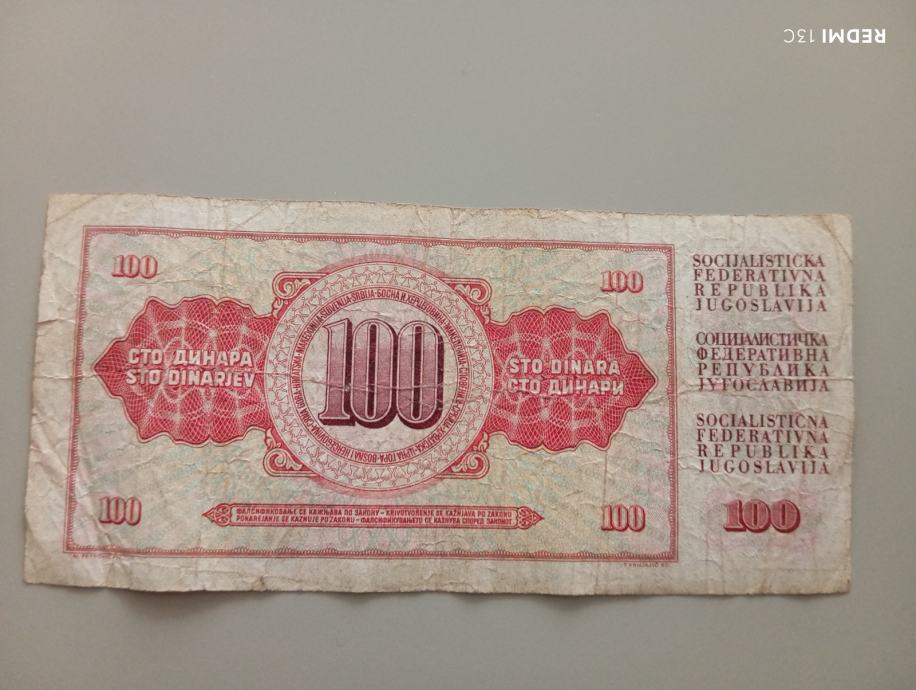 REDMI 13C
100
100
СТО ДИНАРА
STO DINARJEV
100
STO DINARA
СТО ДИНАРИ
100
100
ФАЛСИФИКОВАЊЕ СЕ КАЖЊАВА ПО ЗАКОНУ – KRIVOTVORENJE SE KAŽNJAVA PO ZAKONU
PONAREJANJE SE KAZNUJE PO ZAKONU – ФАЛСИФИКУВАЊЕТО СЕ КАЗНУВА СПОРЕД ЗАКОНОТ
SOCIJALISTIČKA
FEDERATIVNA
REPUBLIKA
JUGOSLAVIJA
СОЦИЈАЛИСТИЧКА
ФЕДЕРАТИВНА
РЕПУБЛИКА
ЈУГОСЛАВИЈА
SOCIALISTIČNA
FEDERATIVNA
REPUBLIKA
JUGOSLAVIJA
100